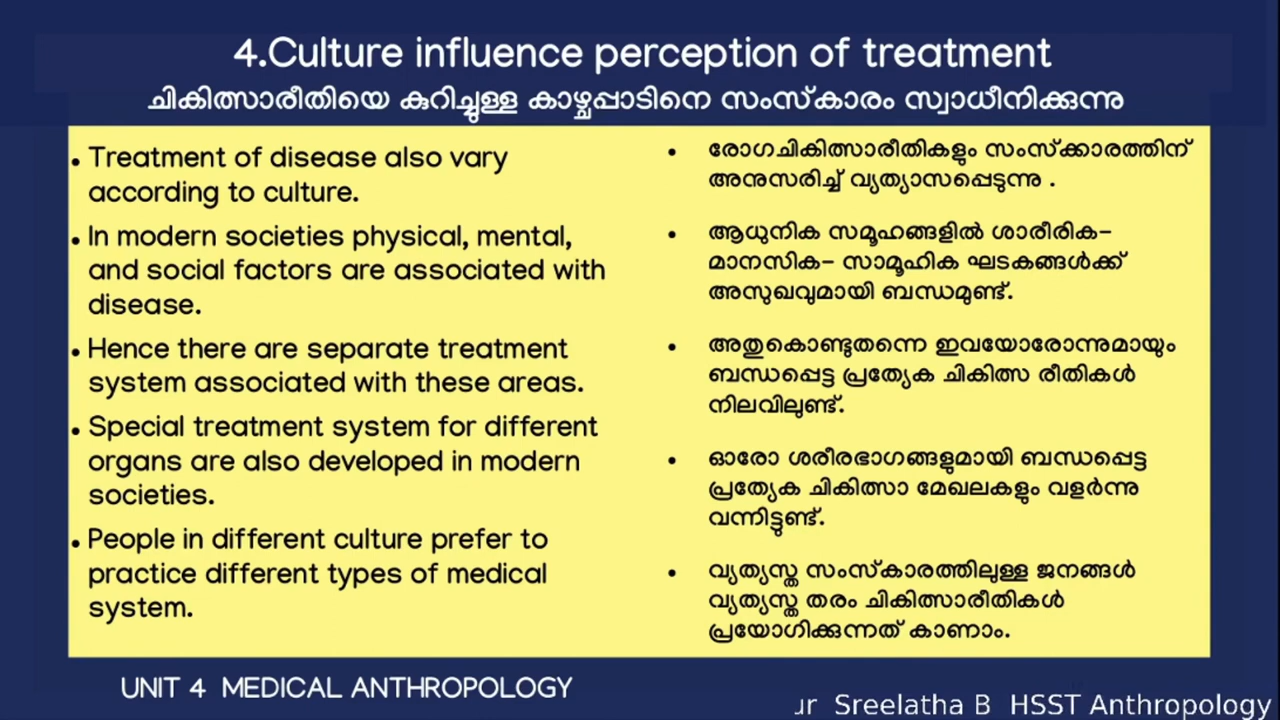 4.Culture influence perception of treatment
ചികിത്സാരീതിയെ കുറിച്ചുള്ള കാഴ്ചപ്പാടിനെ സംസ്കാരം സ്വാധീനിക്കുന്നു
• Treatment of disease also vary
according to culture.
• In modern societies physical, mental,
and social factors are associated with
disease.
• Hence there are separate treatment
system associated with these areas.
• Special treatment system for different
organs are also developed in modern
societies.
• People in different culture prefer to
practice different types of medical
system.
• രോഗചികിത്സാരീതികളും സംസ്ക്കാരത്തിന്
അനുസരിച്ച് വ്യത്യാസപ്പെടുന്നു .
• ആധുനിക സമൂഹങ്ങളിൽ ശാരീരിക-
മാനസിക- സാമൂഹിക ഘടകങ്ങൾക്ക്
അസുഖവുമായി ബന്ധമുണ്ട്.
• അതുകൊണ്ടുതന്നെ ഇവയോരോന്നുമായും
ബന്ധപ്പെട്ട പ്രത്യേക ചികിത്സ രീതികൾ
നിലവിലുണ്ട്.
• ഓരോ ശരീരഭാഗങ്ങളുമായി ബന്ധപ്പെട്ട
പ്രത്യേക ചികിത്സാ മേഖലകളും വളർന്നു
വന്നിട്ടുണ്ട്.
• വ്യത്യസ്ത സംസ്കാരത്തിലുള്ള ജനങ്ങൾ
വ്യത്യസ്ത തരം ചികിത്സാരീതികൾ
പ്രയോഗിക്കുന്നത് കാണാം.
UNIT 4 MEDICAL ANTHROPOLOGY
ur Sreelatha B HSST Anthropology